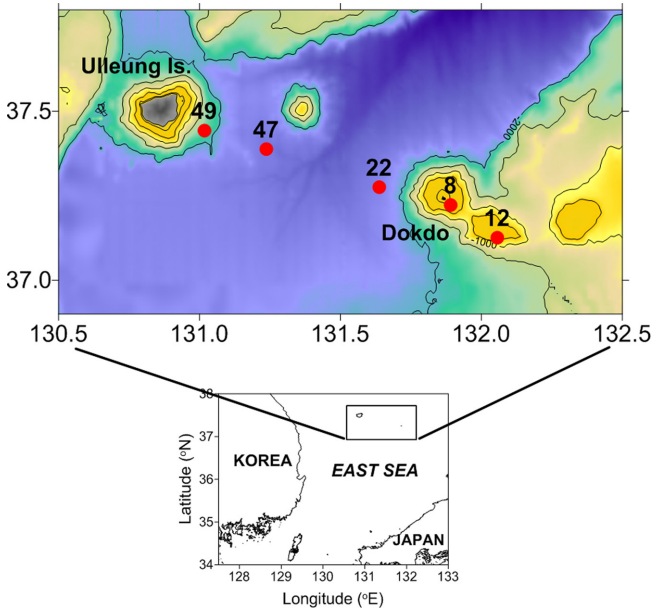 Ulleung Is.
37.5
49
47
22
8
12
-2000
Dokdo
-1000
37.0
130.5 131.0 131.5 132.0 132.5
38
37
KOREA
EAST SEA
36
Latitude (oN)
35
JAPAN
34
128 129 130 131 132 133
Longitude (oE)